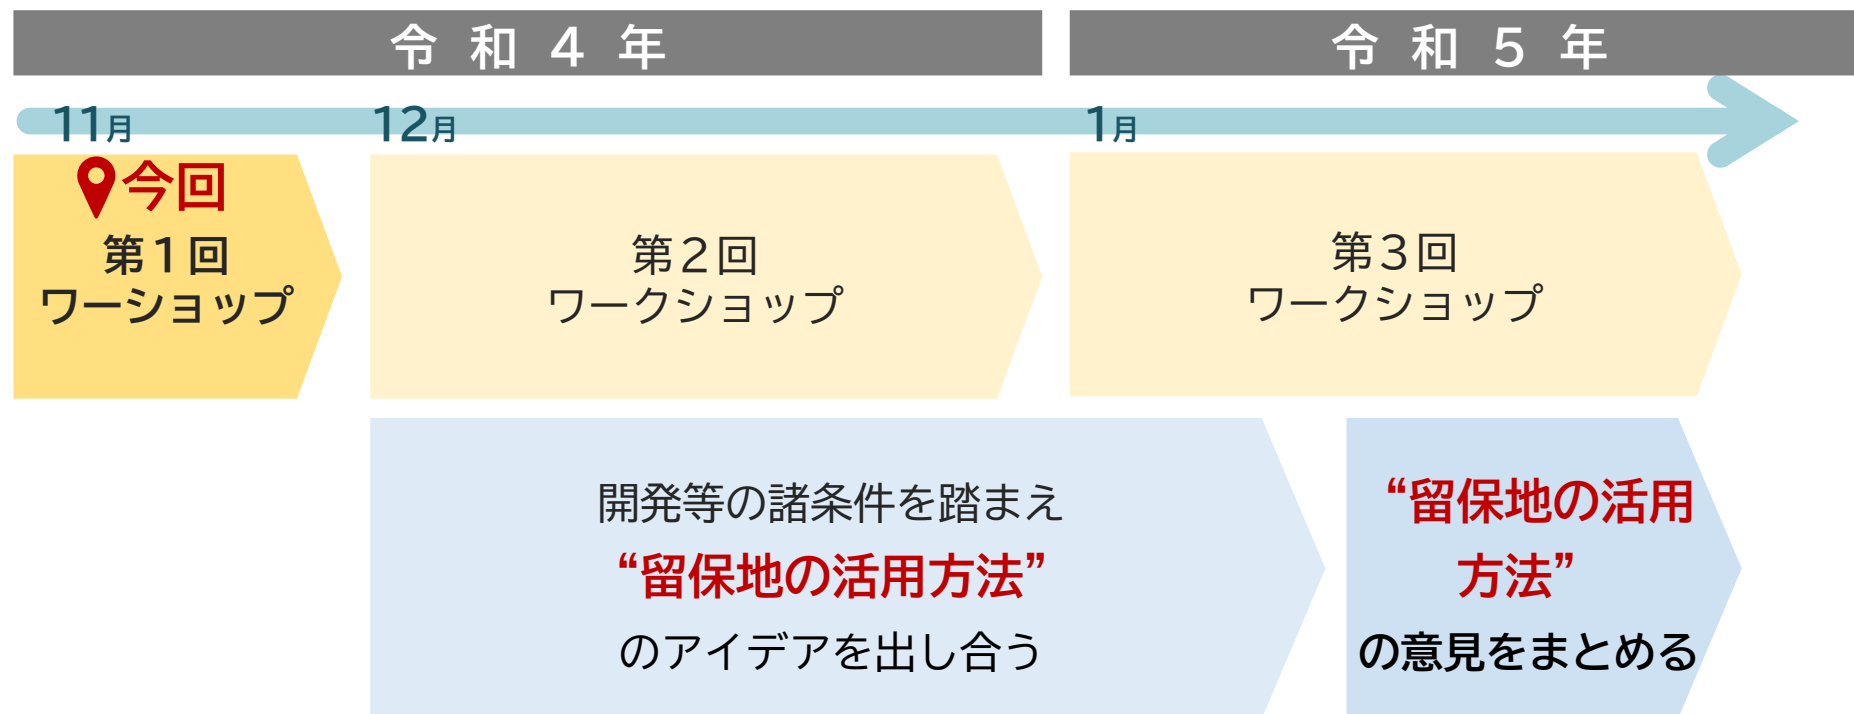 令和4年
令和5年
11月
12月
1月
今回
第1回
ワーショップ
第2回
ワークショップ
第3回
ワークショップ
開発等の諸条件を踏まえ
“留保地の活用方法”
のアイデアを出し合う
“留保地の活用
方法”
の意見をまとめる